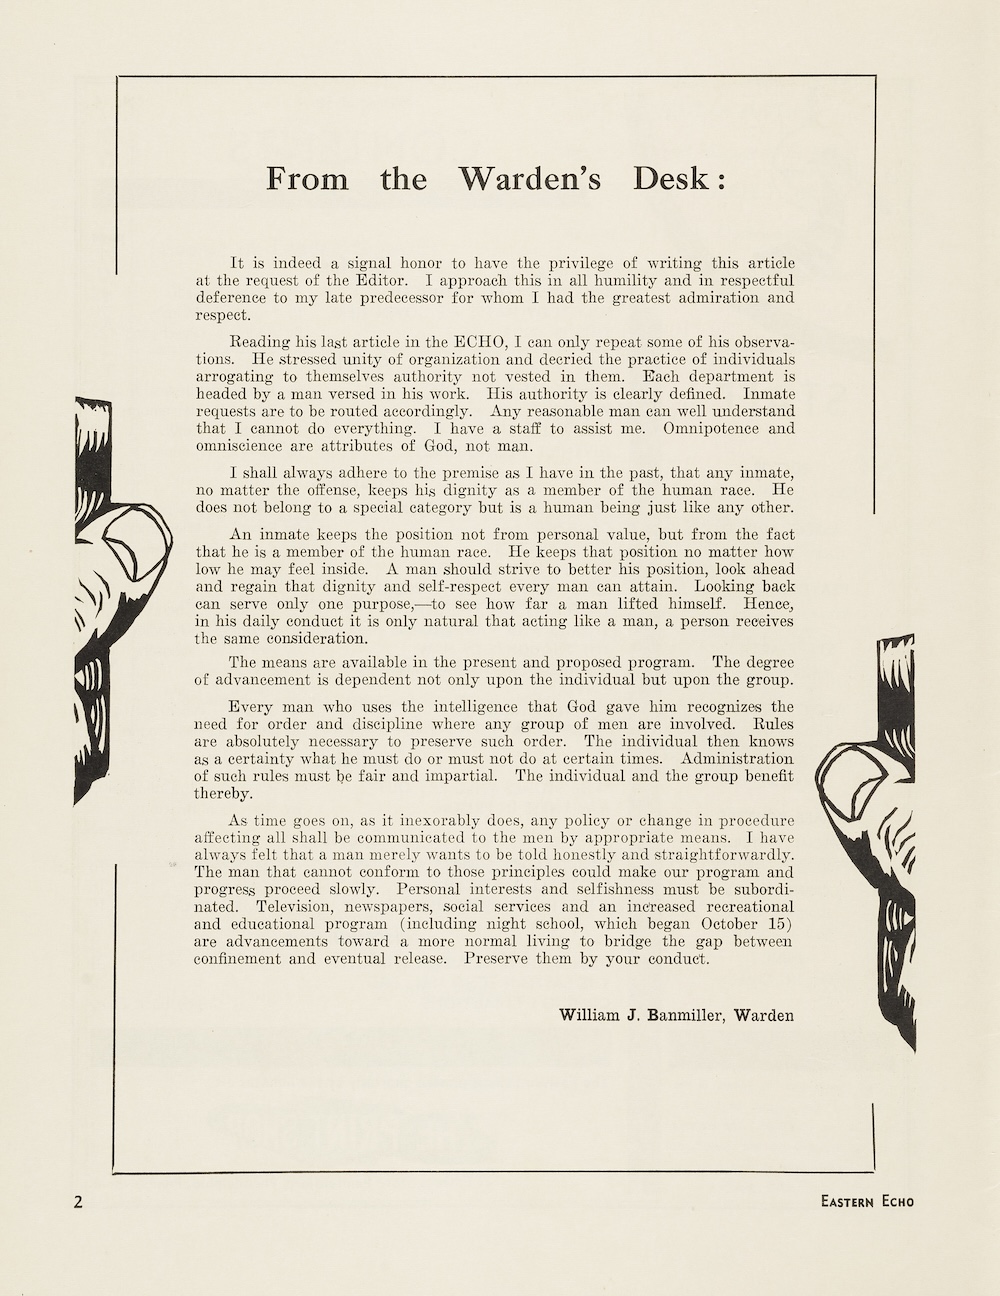 From the Warden's Desk:
It is indeed a signal honor to have the privilege of writing this article
at the request of the Editor. I approach this in all humility and in respectful
deference to my late predecessor for whom I had the greatest admiration and
respect.
Reading his last article in the ECHO, I can only repeat some of his observa-
tions. He stressed unity of organization and decried the practice of individuals
arrogating to themselves authority not vested in them. Each department is
headed by a man versed in his work. His authority is clearly defined. Inmate
requests are to be routed accordingly. Any reasonable man can well understand
that I cannot do everything. I have a staff to assist me. Omnipotence and
omniscience are attributes of God, not man.
I shall always adhere to the premise as I have in the past, that any inmate,
no matter the offense, keeps his dignity as a member of the human race. He
does not belong to a special category but is a human being just like any other.
An inmate keeps the position not from personal value, but from the fact
that he is a member of the human race. He keeps that position no matter how
low he may feel inside. A man should strive to better his position, look ahead
and regain that dignity and self-respect every man can attain. Looking back
can serve only one purpose,—to see how far a man lifted himself. Hence,
in his daily conduct it is only natural that acting like a man, a person receives
the same consideration.
The means are available in the present and proposed program. The degree
of advancement is dependent not only upon the individual but upon the group.
Every man who uses the intelligence that God gave him recognizes the
need for order and discipline where any group of men are involved. Rules
are absolutely necessary to preserve such order. The individual then knows
as a certainty what he must do or must not do at certain times. Administration
of such rules must be fair and impartial. The individual and the group benefit
thereby.
As time goes on, as it inexorably does, any policy or change in procedure
affecting all shall be communicated to the men by appropriate means. I have
always felt that a man merely wants to be told honestly and straightforwardly.
The man that cannot conform to those principles could make our program and
progress proceed slowly. Personal interests and selfishness must be subordi-
nated. Television, newspapers, social services and an increased recreational
and educational program (including night school, which began October 15)
are advancements toward a more normal living to bridge the gap between
confinement and eventual release. Preserve them by your conduct.
William J. Banmiller, Warden
2
EASTERN ECHO